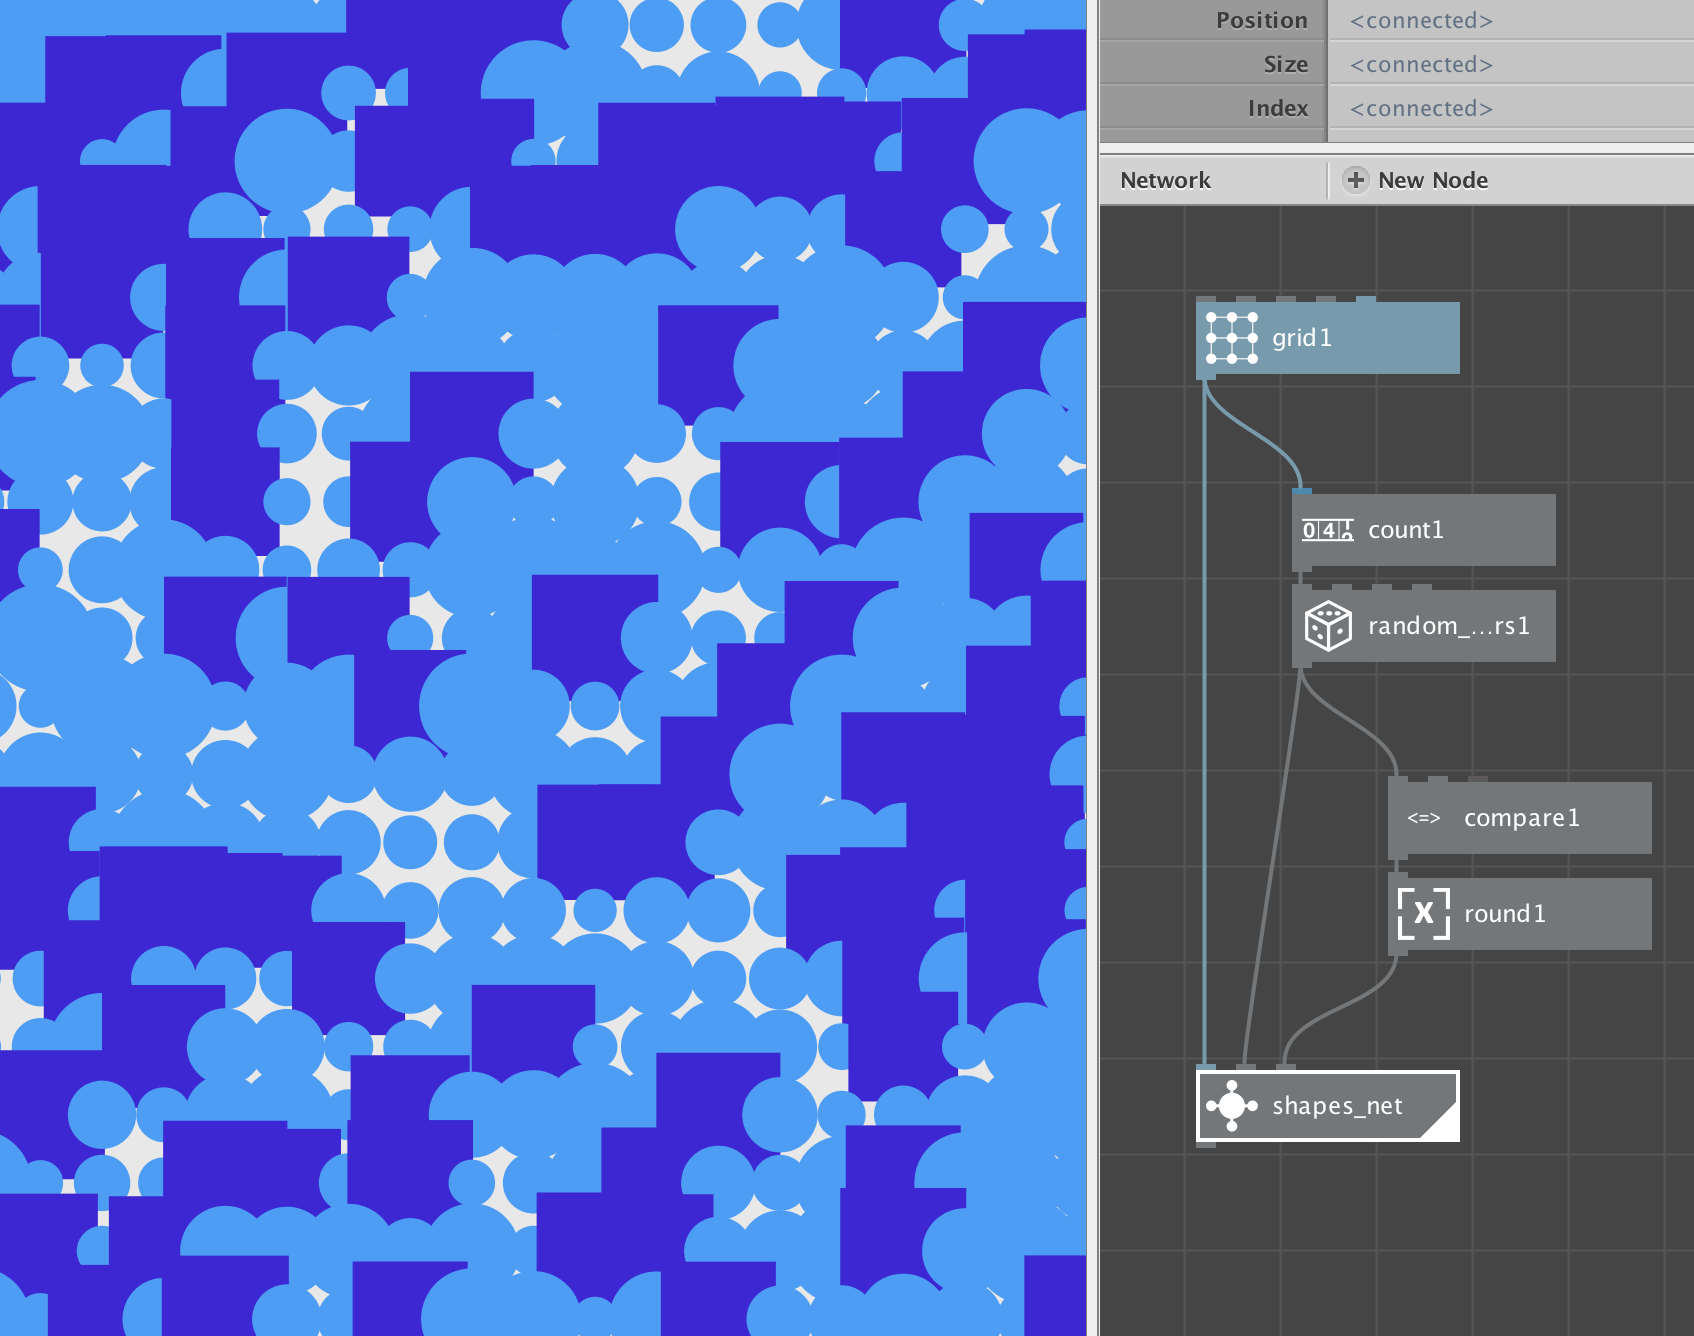 Position <connected>
Size <connected>
Index <connected>
Network New Node
grid1
count1
random_...rs1
<=> compare1
round1
shapes_net